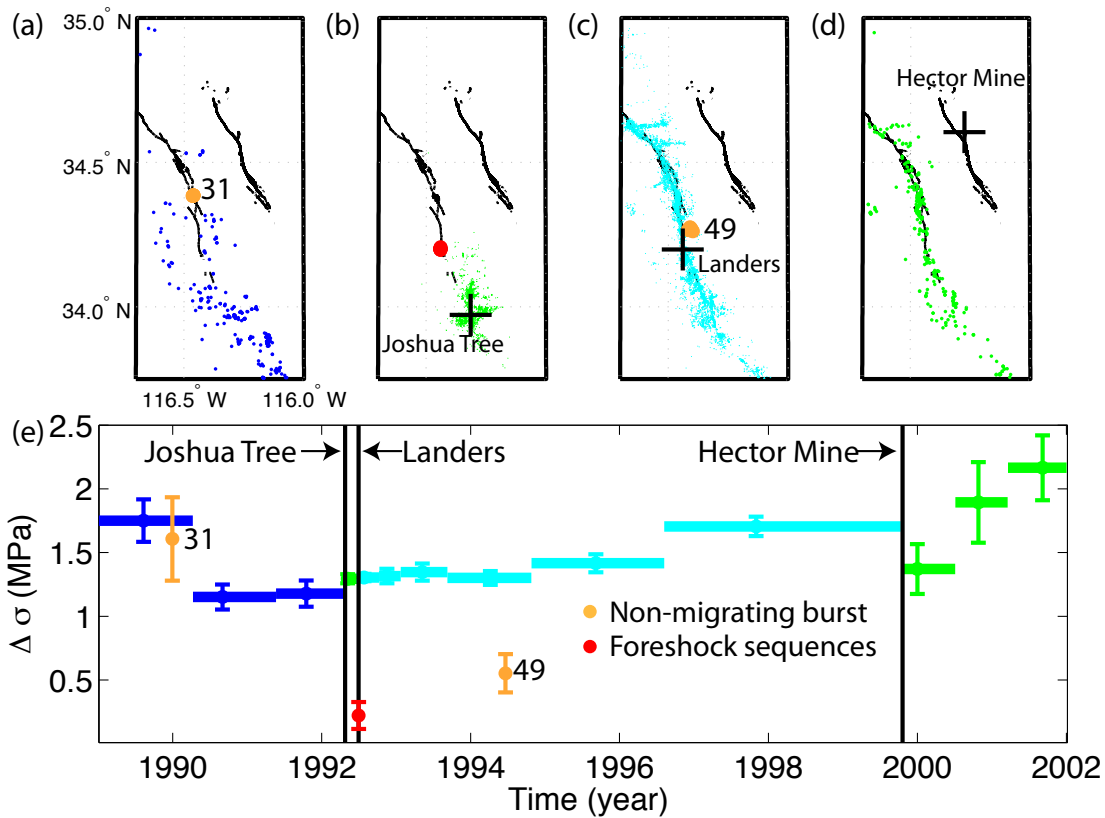 (a)
(b)
(c)
(d)
35.0° N
34.5° N
34.0° N
116.5° W
116.0° W
31
Joshua Tree
49
Landers
Hector Mine
(e)
Joshua Tree
Landers
Hector Mine
2.5
2
1.5
1
0.5
Δ σ (MPa)
31
49
Non-migrating burst
Foreshock sequences
1990
1992
1994
1996
1998
2000
2002
Time (year)